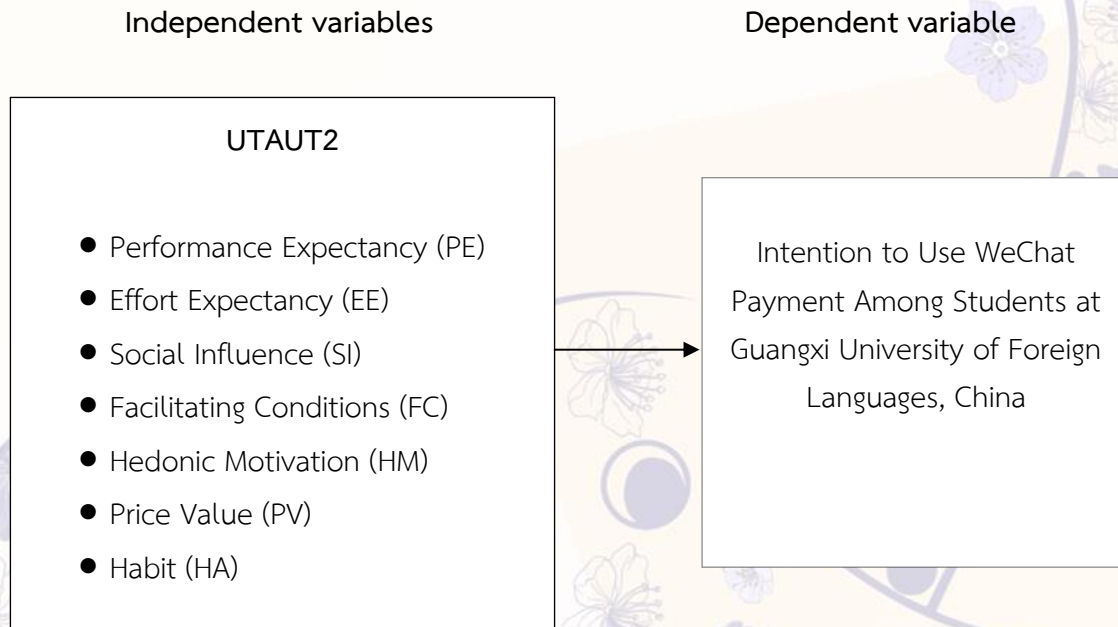 Independent variables
Dependent variable
UTAUT2
● Performance Expectancy (PE)
● Effort Expectancy (EE)
● Social Influence (SI)
● Facilitating Conditions (FC)
● Hedonic Motivation (HM)
● Price Value (PV)
● Habit (HA)
Intention to Use WeChat
Payment Among Students at
Guangxi University of Foreign
Languages, China